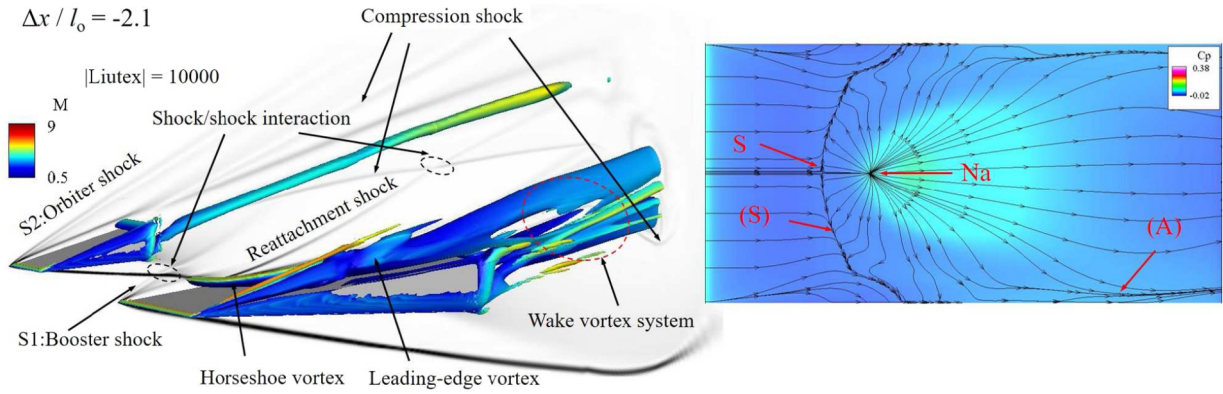 Δx / lₒ = -2.1
Compression shock
|Liutex| = 10000
M
9
0.5
Shock/shock interaction
S2:Orbiter shock
Reattachment shock
S1:Booster shock
Horseshoe vortex
Leading-edge vortex
Wake vortex system
Cp
0.38
-0.02
S
Na
(S)
(A)